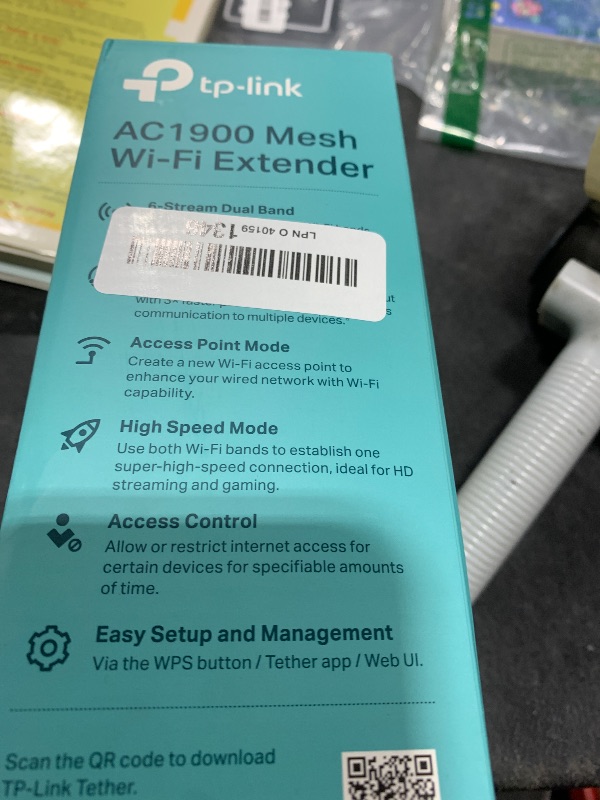 tp-link
AC1900 Mesh
Wi-Fi Extender
6-Stream Dual Band
LPN O 40159
communication to multiple devices.
Access Point Mode
Create a new Wi-Fi access point to
enhance your wired network with Wi-Fi
capability.
High Speed Mode
Use both Wi-Fi bands to establish one
super-high-speed connection, ideal for HD
streaming and gaming.
Access Control
Allow or restrict internet access for
certain devices for specifiable amounts
of time.
Easy Setup and Management
Via the WPS button / Tether app / Web UI.
Scan the QR code to download
TP-Link Tether.